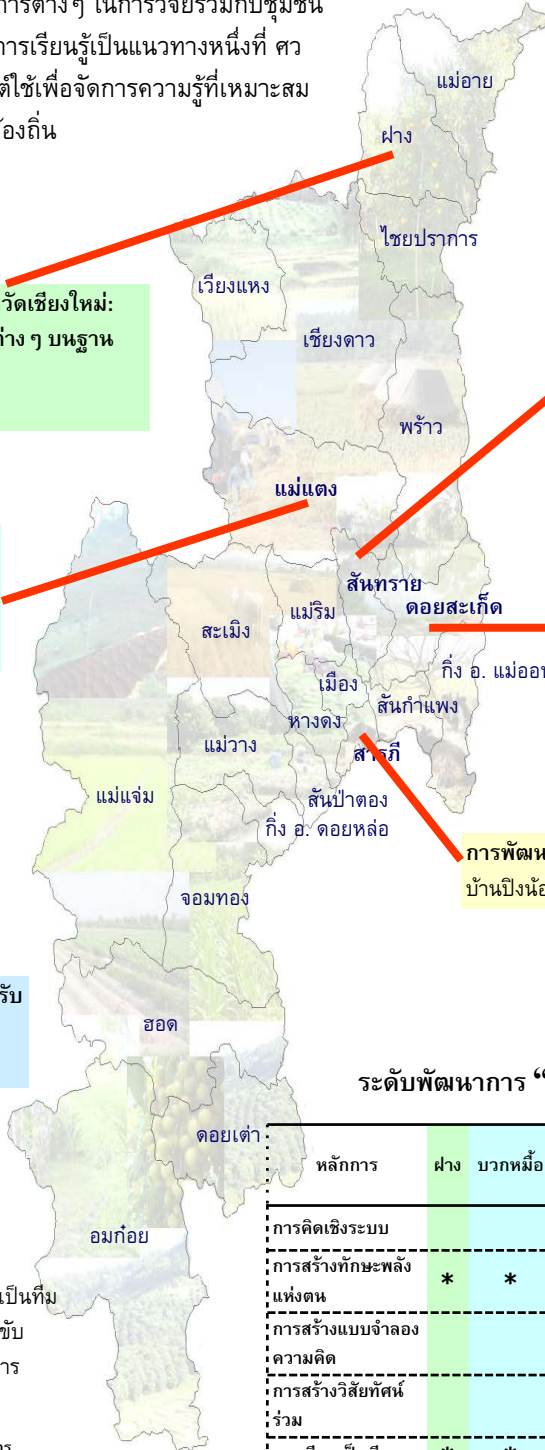 การต่างๆ ในการวิจัยร่วมกับชุมชน
การเรียนรู้เป็นแนวทางหนึ่งที่ ศว
ต์ใช้เพื่อจัดการความรู้ที่เหมาะสม
้องถิ่น
แม่อาย
ฝาง
ไชยปราการ
วัดเชียงใหม่:
ต่าง ๆ บนฐาน
เวียงแหง
เชียงดาว
พร้าว
แม่แตง
สันทราย
ดอยสะเก็ด
แม่ริม
สะเมิง
กิ่ง อ. แม่ออน
เมือง
สันกำแพง
หางดง
แม่วาง
สารภี
แม่แจ่ม
สันป่าตอง
กิ่ง อ. ดอยหล่อ
การพัฒน
บ้านปิงน้อ
จอมทอง
รับ
ฮอด
ระดับพัฒนาการ “
ดอยเต่า
หลักการ ฝาง บวกหมื้อ
อมก๋อย
การคิดเชิงระบบ
การสร้างทักษะพลัง
แห่งตน * *
เป็นทีม
ขับ
การสร้างแบบจำลอง
ความคิด
การ
การสร้างวิสัยทัศน์
ร่วม